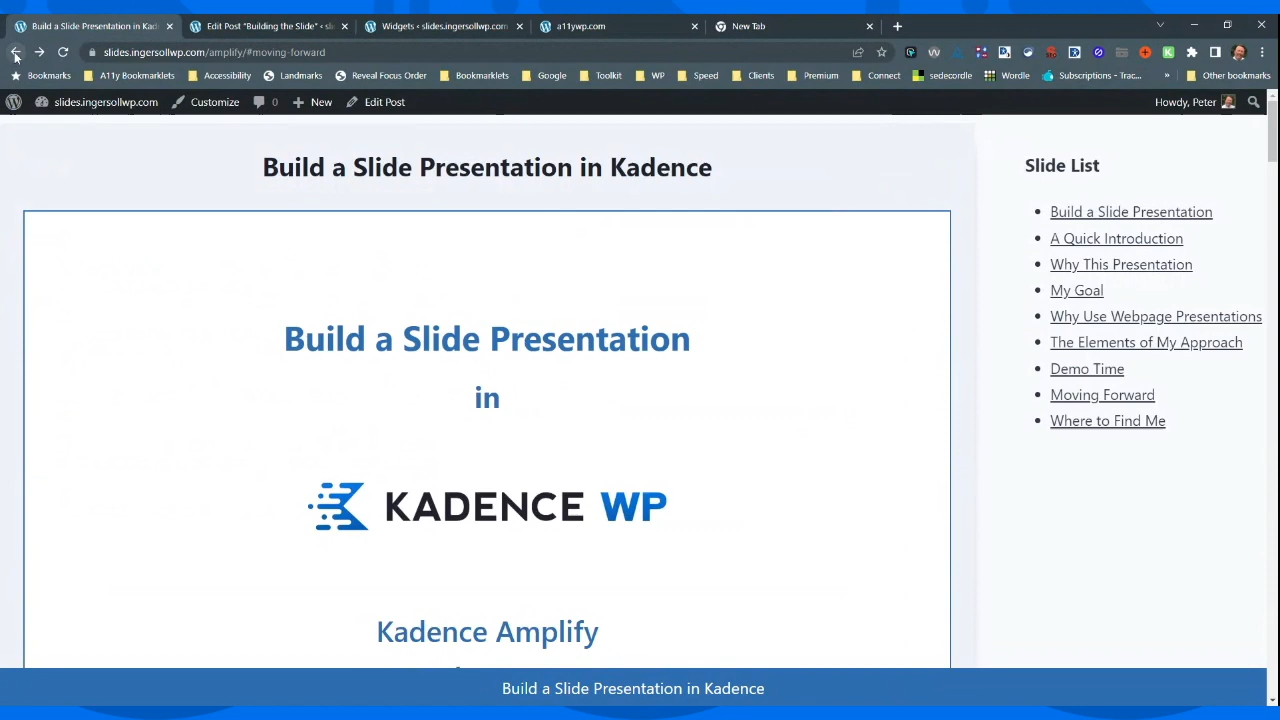 Build a Slide Presentation in Kade
Edit Post "Building the Slide" < sl
Widgets < slides.ingersollwp.com
a11ywp.com
New Tab
slides.ingersollwp.com/amplify/#moving-forward
Bookmarks
A11y Bookmarklets
Accessibility
Landmarks
Reveal Focus Order
Bookmarklets
Google
Toolkit
WP
Speed
Clients
Premium
Connect
sedecordle
Wordle
Subscriptions - Trac...
»
Other bookmarks
slides.ingersollwp.com
Customize
0
New
Edit Post
Howdy, Peter
Build a Slide Presentation in Kadence
Build a Slide Presentation
in
KADENCE WP
Kadence Amplify
Slide List
Build a Slide Presentation
A Quick Introduction
Why This Presentation
My Goal
Why Use Webpage Presentations
The Elements of My Approach
Demo Time
Moving Forward
Where to Find Me
Build a Slide Presentation in Kadence